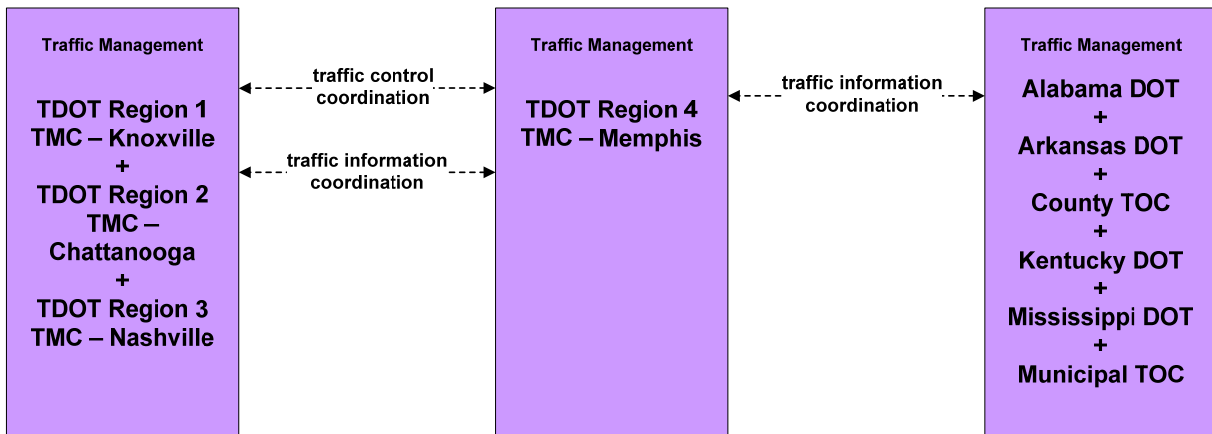 Traffic Management
TDOT Region 1
TMC – Knoxville
+
TDOT Region 2
TMC –
Chattanooga
+
TDOT Region 3
TMC – Nashville
traffic control
coordination
traffic information
coordination
Traffic Management
TDOT Region 4
TMC – Memphis
traffic information
coordination
Traffic Management
Alabama DOT
+
Arkansas DOT
+
County TOC
+
Kentucky DOT
+
Mississippi DOT
+
Municipal TOC